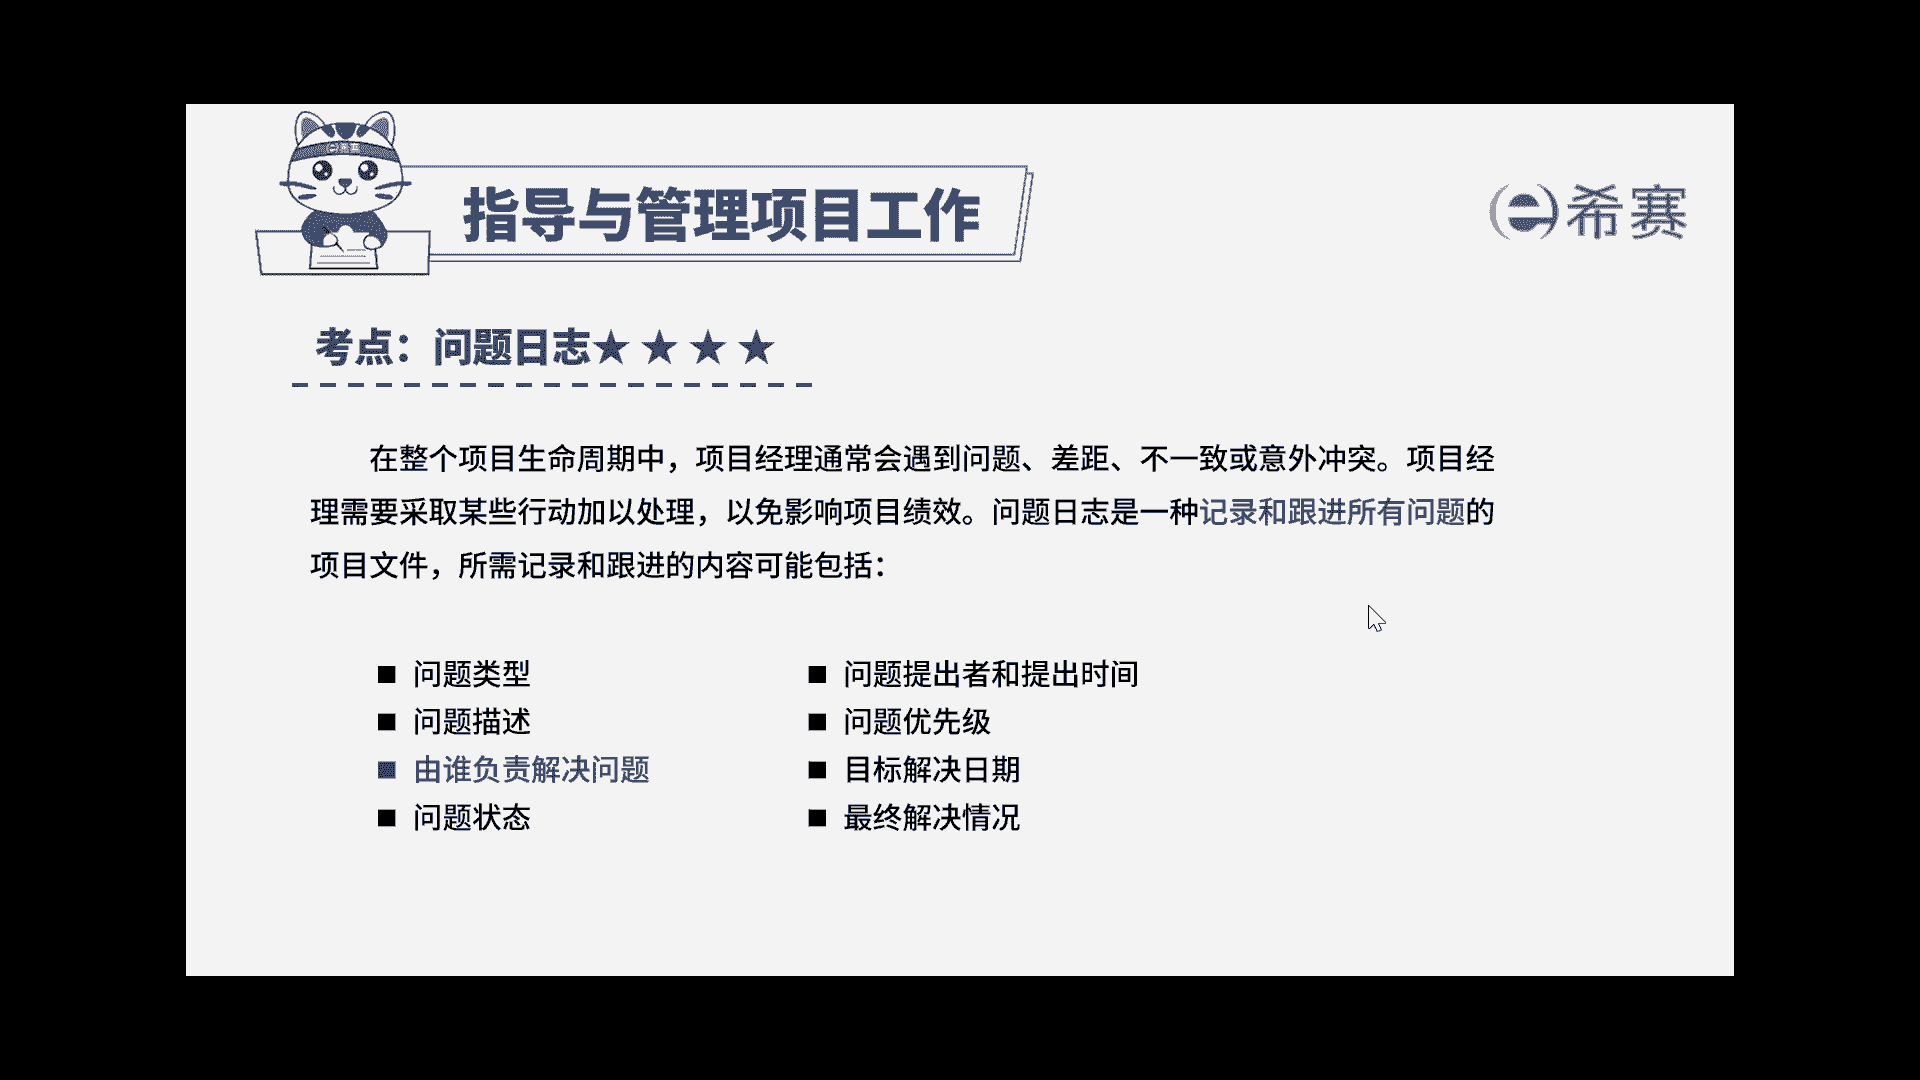 指导与管理项目工作
希赛
考点：问题日志★ ★ ★ ★
在整个项目生命周期中，项目经理通常会遇到问题、差距、不一致或意外冲突。项目经
理需要采取某些行动加以处理，以免影响项目绩效。问题日志是一种记录和跟进所有问题的
项目文件，所需记录和跟进的内容可能包括：
■ 问题类型
■ 问题描述
■ 由谁负责解决问题
■ 问题状态
■ 问题提出者和提出时间
■ 问题优先级
■ 目标解决日期
■ 最终解决情况